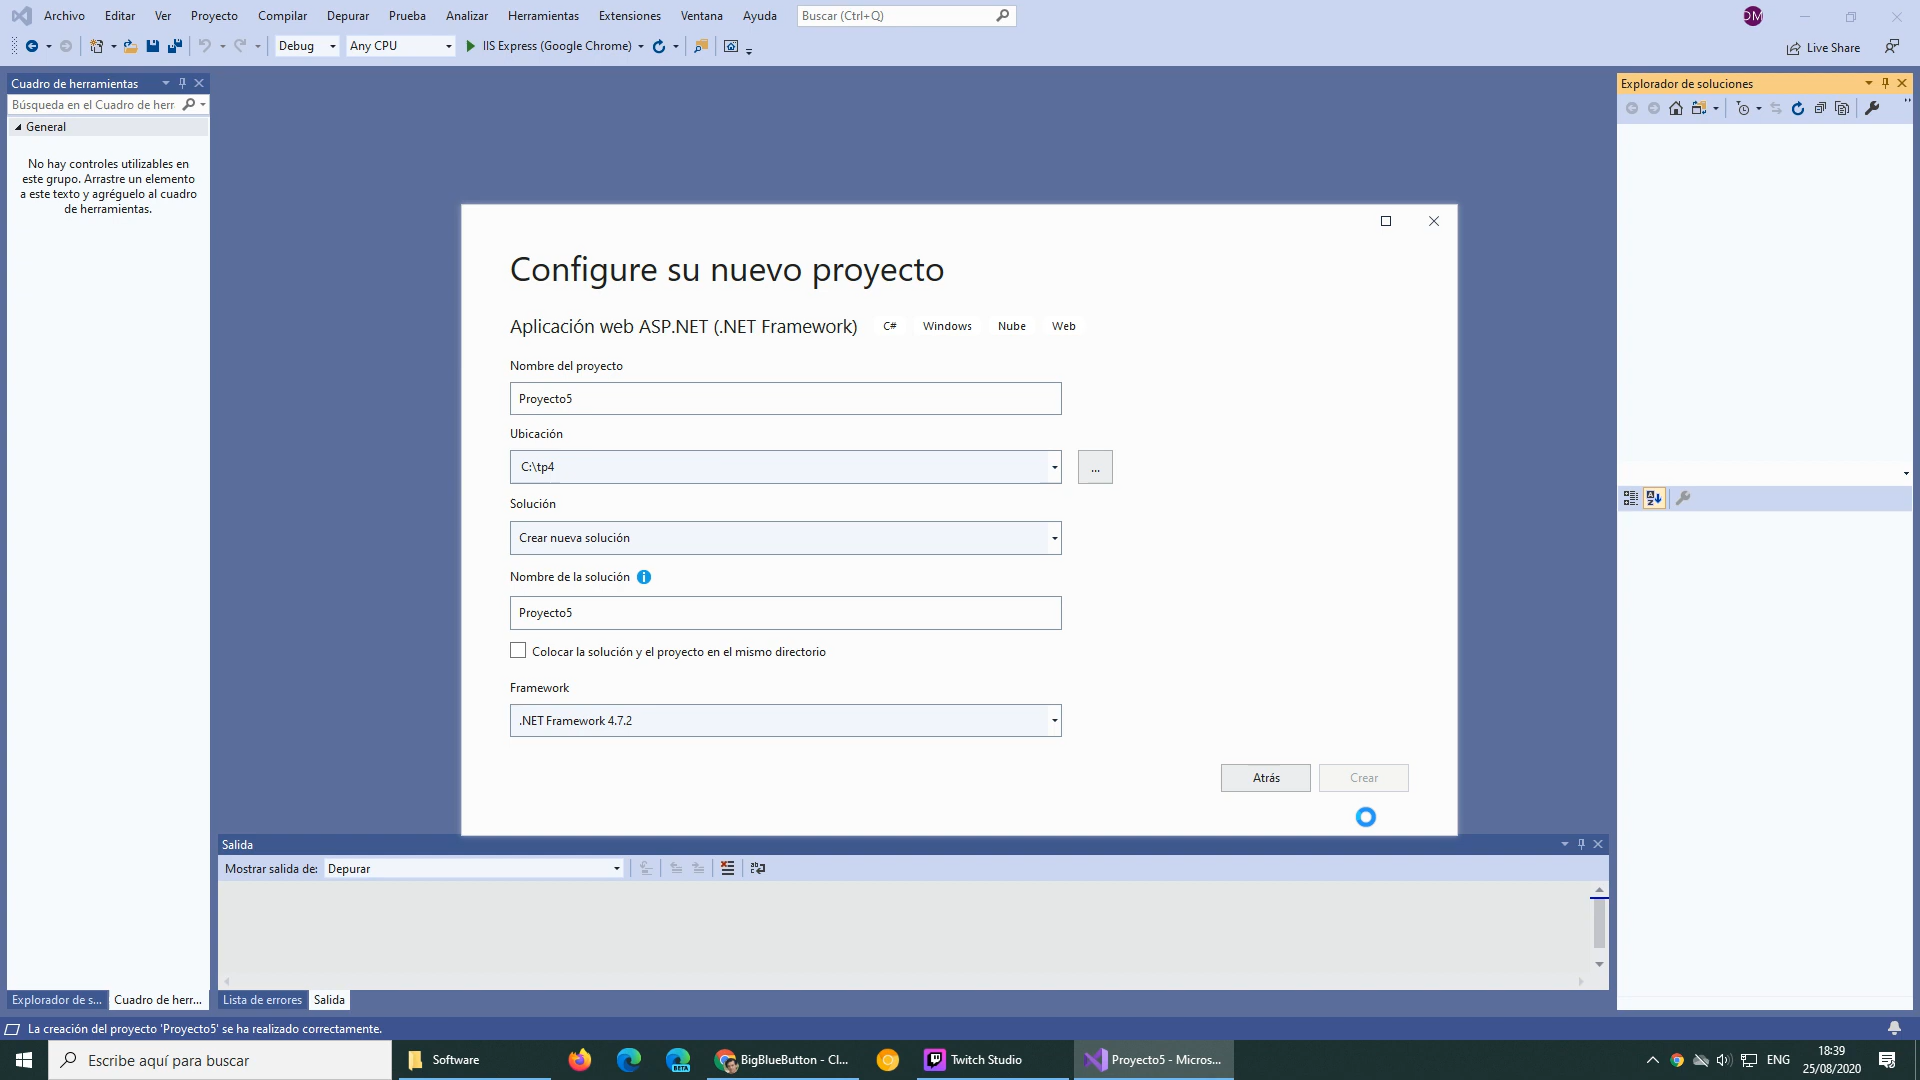 Archivo Editar Ver Proyecto Compilar Depurar Prueba Analizar Herramientas Extensiones Ventana Ayuda Buscar (Ctrl+Q) DM
Debug Any CPU IIS Express (Google Chrome) Live Share
Cuadro de herramientas
Búsqueda en el Cuadro de herr
General
No hay controles utilizables en
este grupo. Arrastre un elemento
a este texto y agréguelo al cuadro
de herramientas.
Explorador de soluciones
Configure su nuevo proyecto
Aplicación web ASP.NET (.NET Framework) C# Windows Nube Web
Nombre del proyecto
Proyecto5
Ubicación
C:\tp4
...
Solución
Crear nueva solución
Nombre de la solución
Proyecto5
Colocar la solución y el proyecto en el mismo directorio
Framework
.NET Framework 4.7.2
Atrás Crear
Salida
Mostrar salida de: Depurar
Explorador de s... Cuadro de herr... Lista de errores Salida
La creación del proyecto 'Proyecto5' se ha realizado correctamente.
Escribe aquí para buscar Software BETA BigBlueButton - Cl... Twitch Studio Proyecto5 - Micros... ENG 18:39
25/08/2020